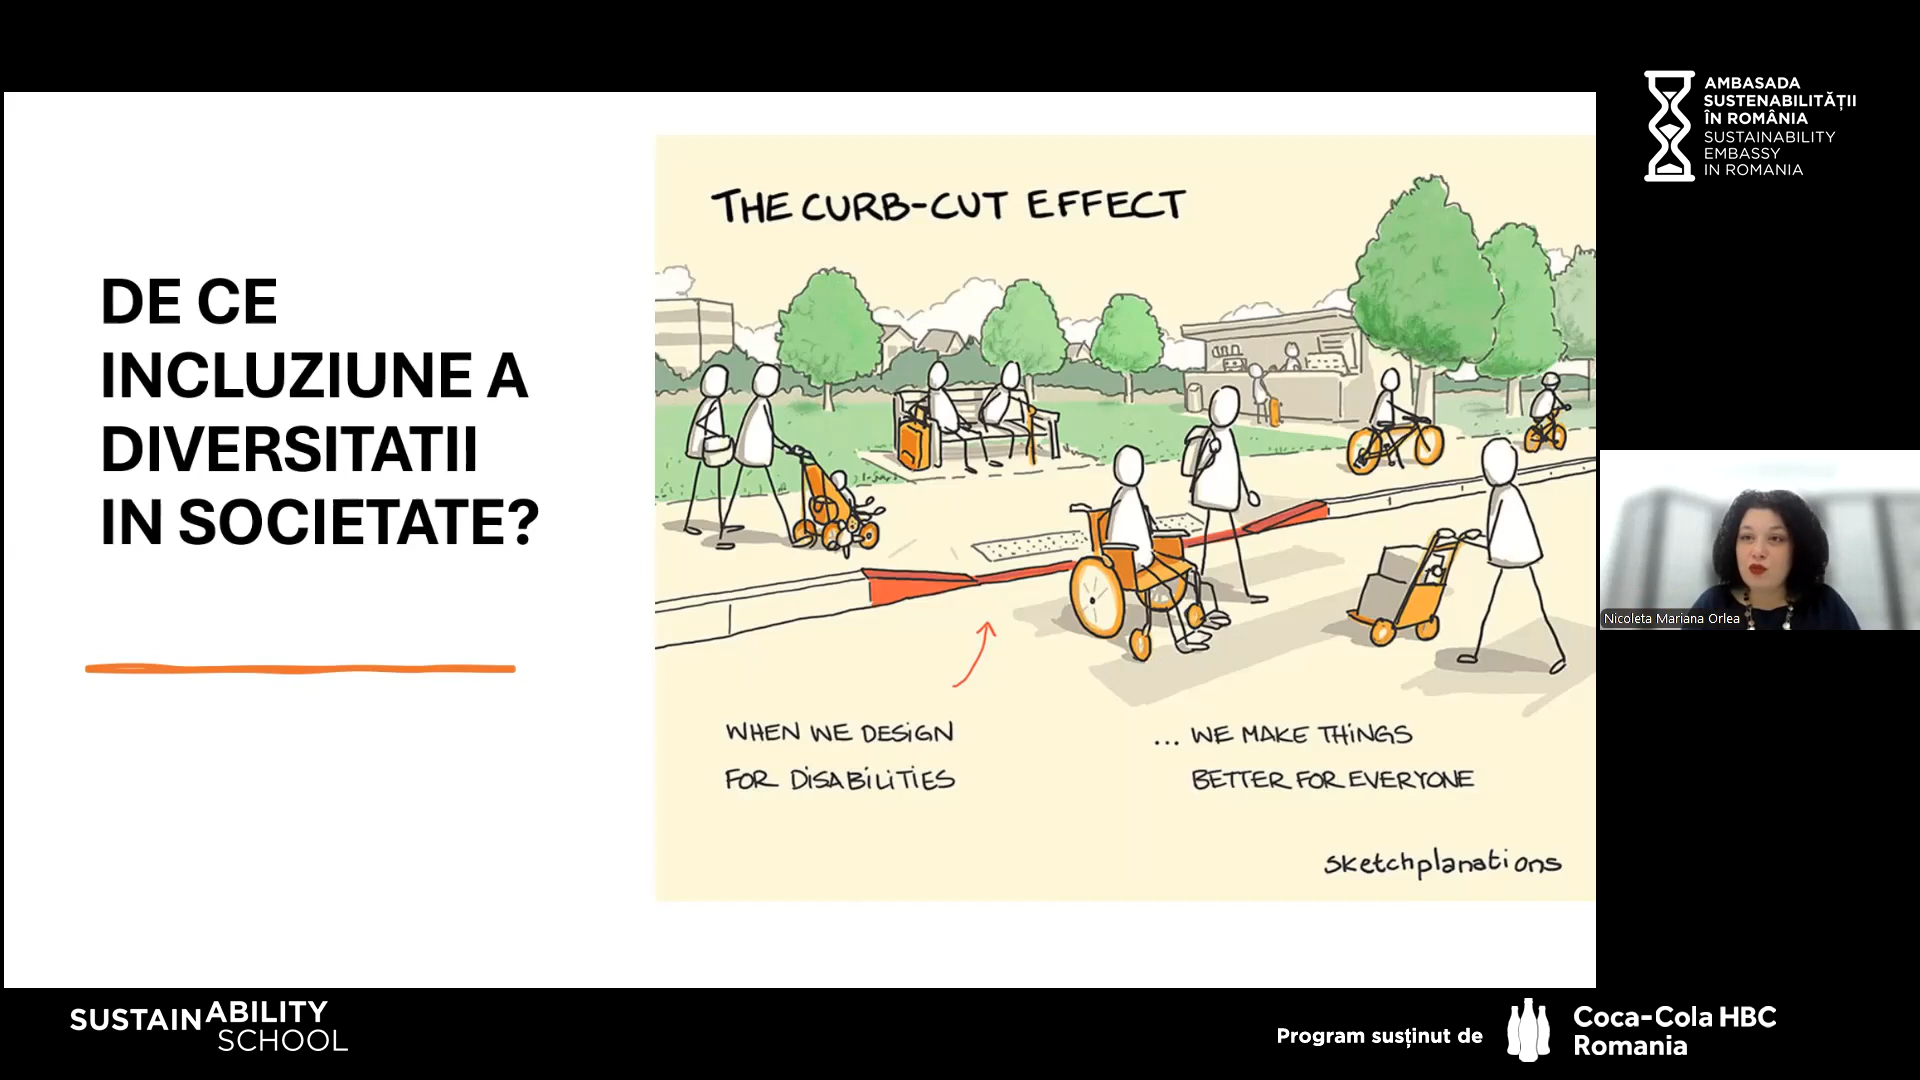 AMBASADA
SUSTENABILITĂȚII
ÎN ROMÂNIA
SUSTAINABILITY
EMBASSY
IN ROMANIA
DE CE
INCLUZIUNE A
DIVERSITATII
IN SOCIETATE?
THE CURB-CUT EFFECT
WHEN WE DESIGN
FOR DISABILITIES
... WE MAKE THINGS
BETTER FOR EVERYONE
sketchplanations
Nicoleta Mariana Orlea
SUSTAINABILITY
SCHOOL
Program susținut de
Coca-Cola HBC
Romania